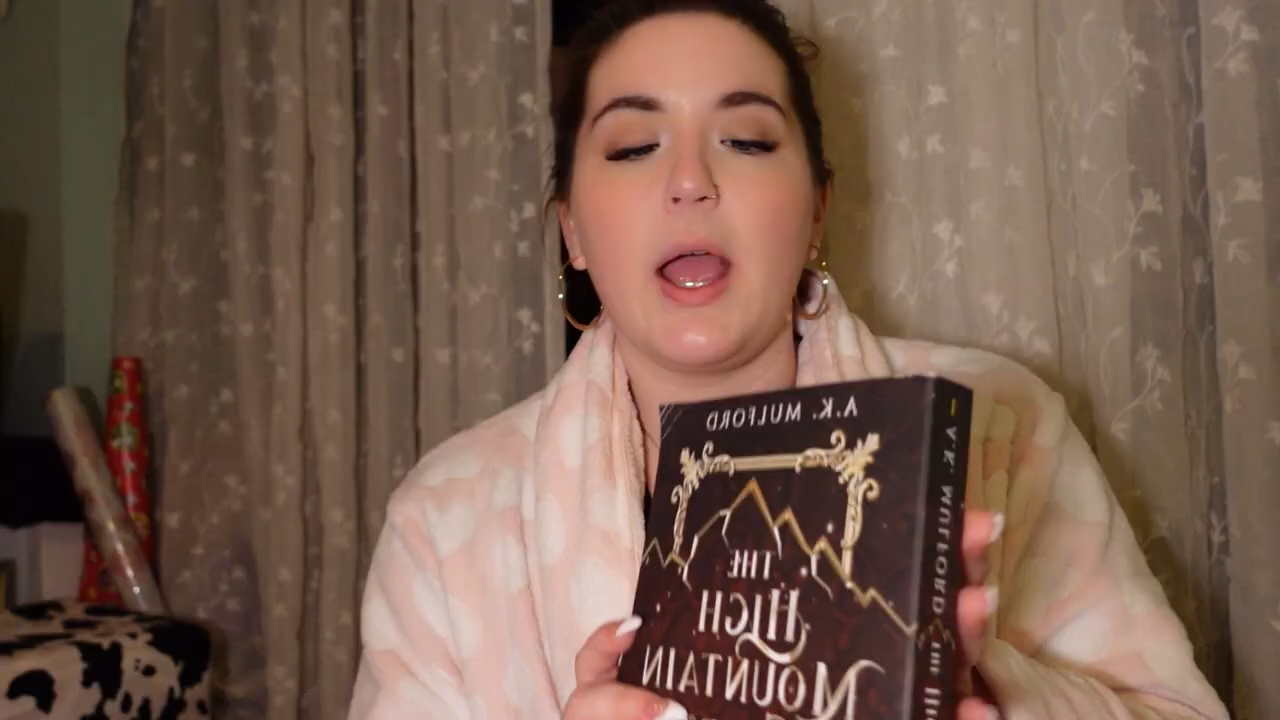 A.K. MULFORD
THE
HIGH
MOUNTAIN
A.K. MULFORD